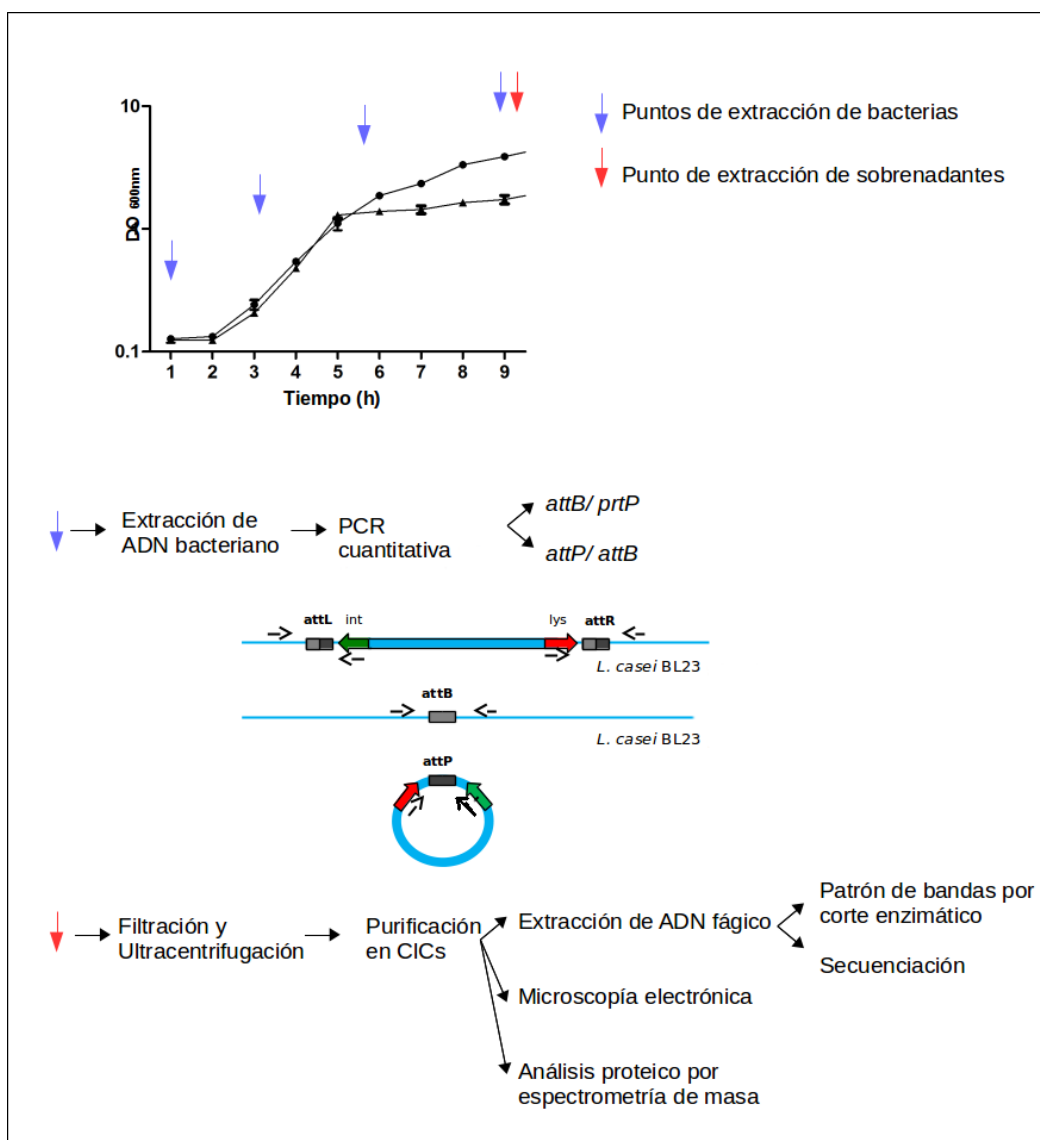 10
Puntos de extracción de bacterias
Punto de extracción de sobrenadantes
DO 600nm
0.1
1 2 3 4 5 6 7 8 9
Tiempo (h)
Extracción de
ADN bacteriano
PCR
cuantitativa
attB/ prtP
attP/ attB
attL int lys attR
L. casei BL23
attB
L. casei BL23
attP
Filtración y
Ultracentrifugación
Purificación
en ClCs
Extracción de ADN fágico
Patrón de bandas por
corte enzimático
Secuenciación
Microscopía electrónica
Análisis proteico por
espectrometría de masa